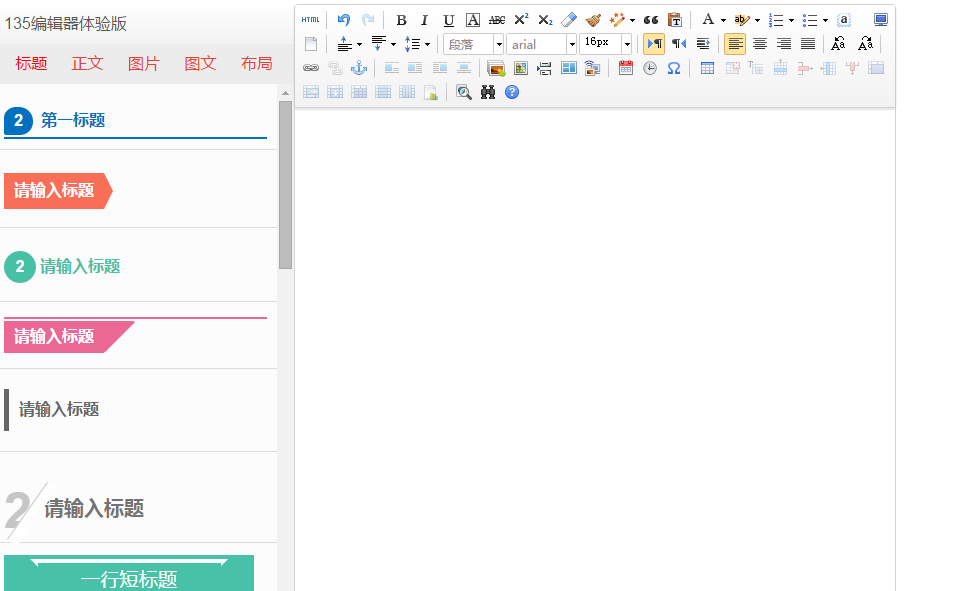 135编辑器体验版
标题 正文 图片 图文 布局
2 第一标题
请输入标题
2 请输入标题
请输入标题
请输入标题
2 请输入标题
一行短标题
HTML B I U A ABC X² X₂ T A ab a
段落 arial 16px